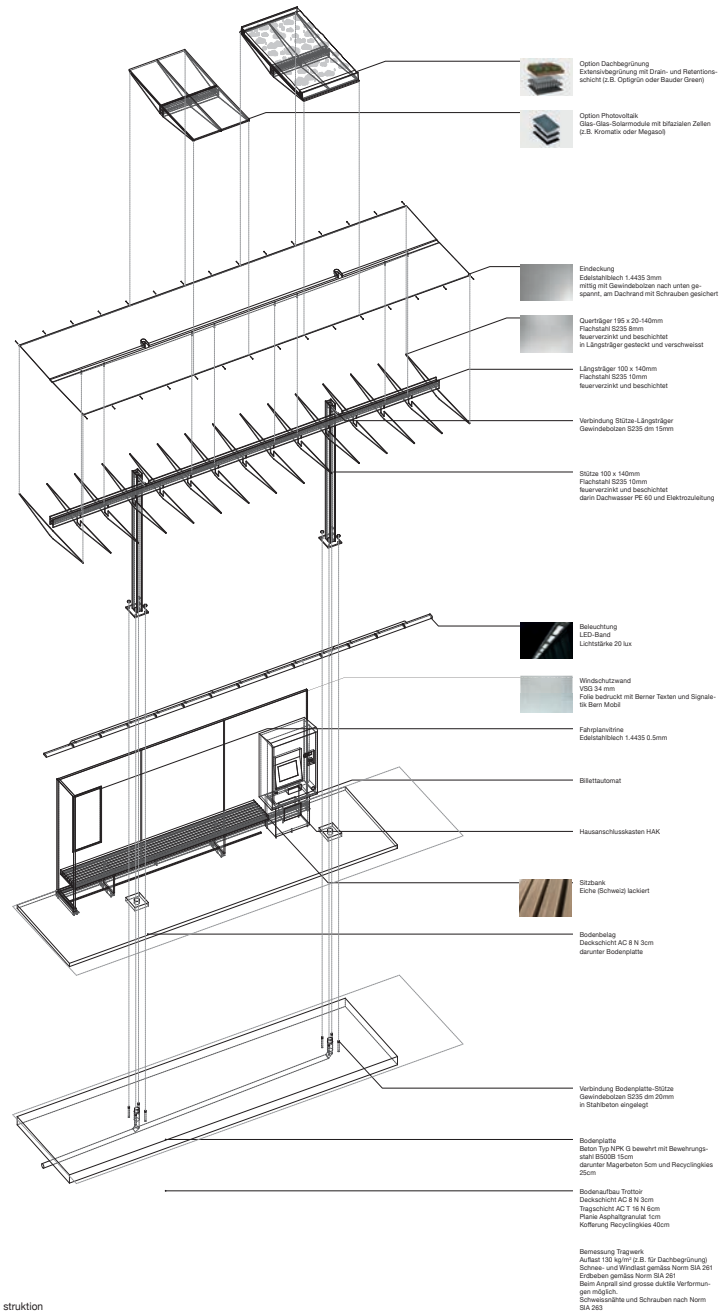 Option Dachbegrünung
Extensivbegrünung mit Drain- und Retentions-
schicht (z.B. Optigrün oder Bauder Green)
Option Photovoltaik
Glas-Glas-Solarmodule mit bifazialen Zellen
(z.B. Kromatix oder Megasol)
Eindeckung
Edelstahlblech 1.4435 3mm
mittig mit Gewindebolzen nach unten ge-
spannt, am Dachrand mit Schrauben gesichert
Querträger 195 x 20-140mm
Flachstahl S235 8mm
feuerverzinkt und beschichtet
in Längsträger gesteckt und verschweisst
Längsträger 100 x 140mm
Flachstahl S235 10mm
feuerverzinkt und beschichtet
Verbindung Stütze-Längsträger
Gewindebolzen S235 dm 15mm
Stütze 100 x 140mm
Flachstahl S235 10mm
feuerverzinkt und beschichtet
darin Dachwasser PE 60 und Elektrozuleitung
Beleuchtung
LED-Band
Lichtstärke 20 lux
Windschutzwand
VSG 34 mm
Folie bedruckt mit Berner Texten und Signale-
tik Bern Mobil
Fahrplanvitrine
Edelstahlblech 1.4435 0.5mm
Billettautomat
Hausanschlusskasten HAK
Sitzbank
Eiche (Schweiz) lackiert
Bodenbelag
Deckschicht AC 8 N 3cm
darunter Bodenplatte
Verbindung Bodenplatte-Stütze
Gewindebolzen S235 dm 20mm
in Stahlbeton eingelegt
Bodenplatte
Beton Typ NPK G bewehrt mit Bewehrungs-
stahl B500B 15cm
darunter Magerbeton 5cm und Recyclingkies
25cm
Bodenaufbau Trottoir
Deckschicht AC 8 N 3cm
Tragschicht AC T 16 N 6cm
Planie Asphaltgranulat 1cm
Kofferung Recyclingkies 40cm
Bemessung Tragwerk
Auflast 130 kg/m² (z.B. für Dachbegrünung)
Schnee- und Windlast gemäss Norm SIA 261
Erdbeben gemäss Norm SIA 261
Beim Anprall sind grosse duktile Verformun-
gen möglich.
Schweissnähte und Schrauben nach Norm
SIA 263
struktion